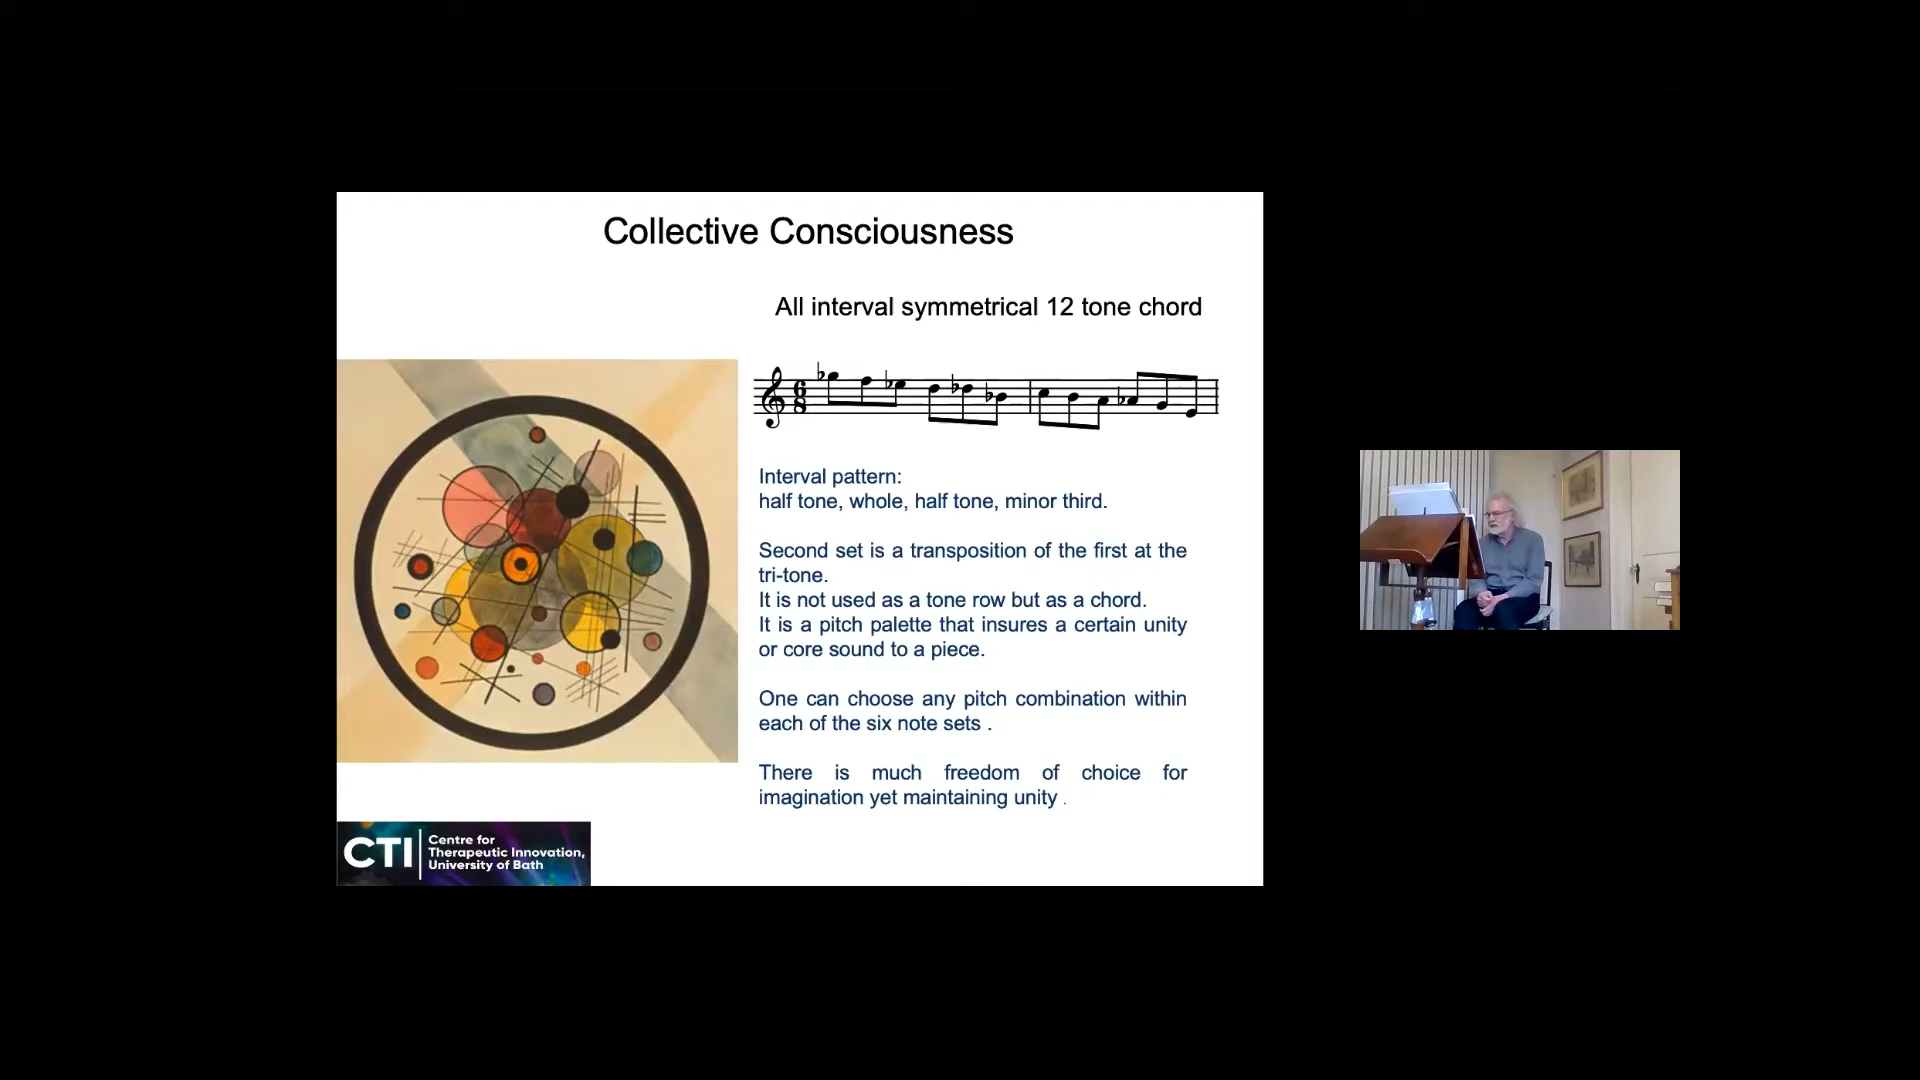 Collective Consciousness
All interval symmetrical 12 tone chord
6
8
Interval pattern:
half tone, whole, half tone, minor third.
Second set is a transposition of the first at the
tri-tone.
It is not used as a tone row but as a chord.
It is a pitch palette that insures a certain unity
or core sound to a piece.
One can choose any pitch combination within
each of the six note sets .
There is much freedom of choice for
imagination yet maintaining unity .
CTI
Centre for
Therapeutic Innovation,
University of Bath